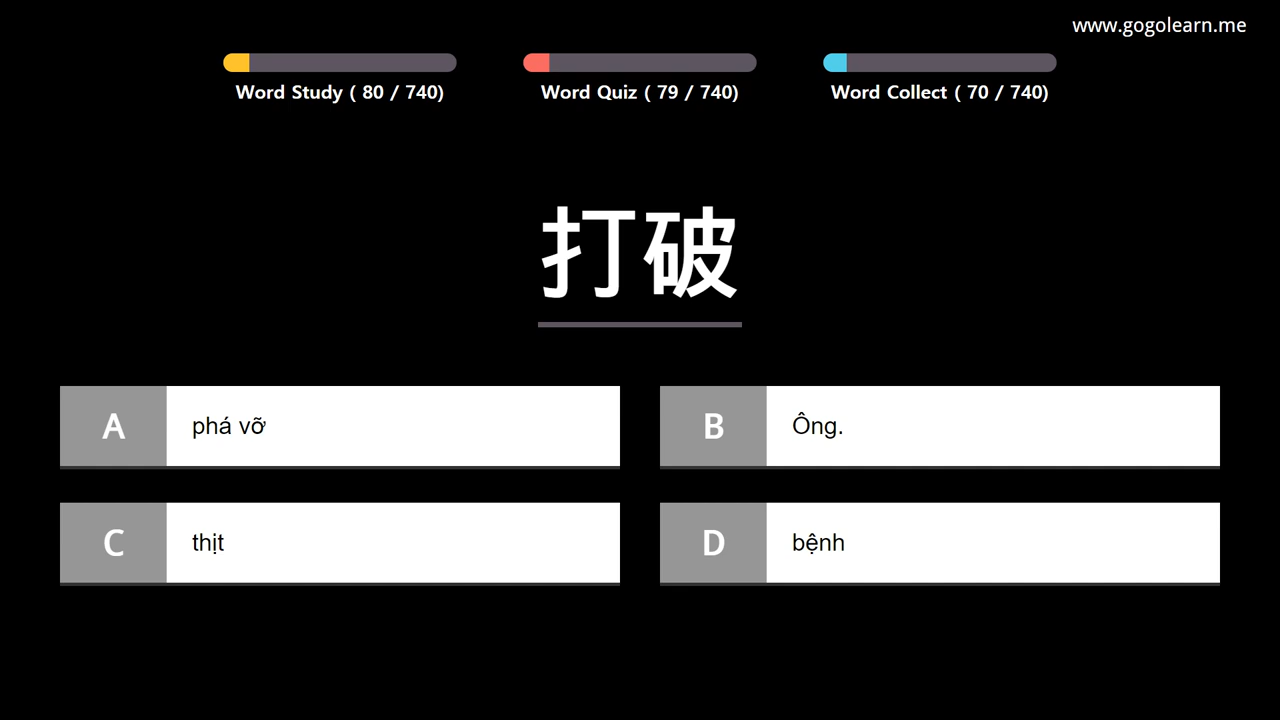 www.gogolearn.me
Word Study ( 80 / 740)
Word Quiz ( 79 / 740)
Word Collect ( 70 / 740)
打破
A
phá vỡ
B
Ông.
C
thịt
D
bệnh